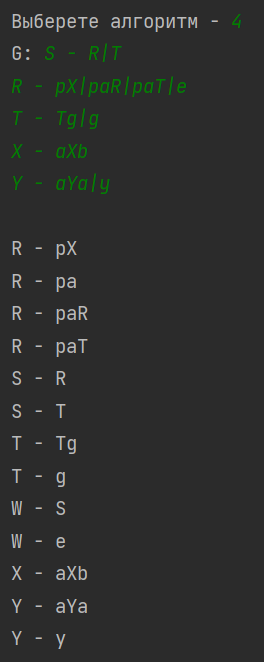 Выберете алгоритм - 4
G: S - R|T
R - pX|paR|paT|e
T - Tg|g
X - aXb
Y - aYa|y
R - pX
R - pa
R - paR
R - paT
S - R
S - T
T - Tg
T - g
W - S
W - e
X - aXb
Y - aYa
Y - y